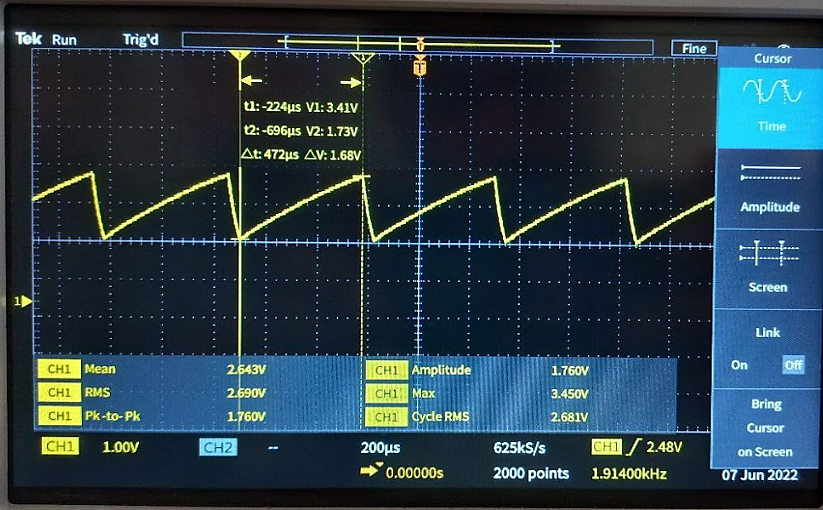 Tek Run Trig'd Fine
Cursor
T
Time
Amplitude
Screen
Link
On Off
Bring
Cursor
on Screen
t1: -224µs V1: 3.41V
t2: -696µs V2: 1.73V
△t: 472µs △V: 1.68V
1
CH1 Mean 2.643V CH1 Amplitude 1.760V
CH1 RMS 2.690V CH1 Max 3.450V
CH1 Pk-to-Pk 1.760V CH1 Cycle RMS 2.681V
CH1 1.00V CH2 -- 200µs 625kS/s CH1 2.48V
0.00000s 2000 points 1.91400kHz 07 Jun 2022